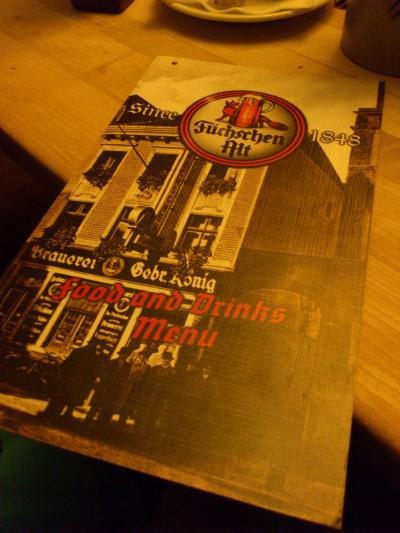 Since
Füchschen
Alt
1848
Brauerei Gebr. König
Food and Drinks
Menu